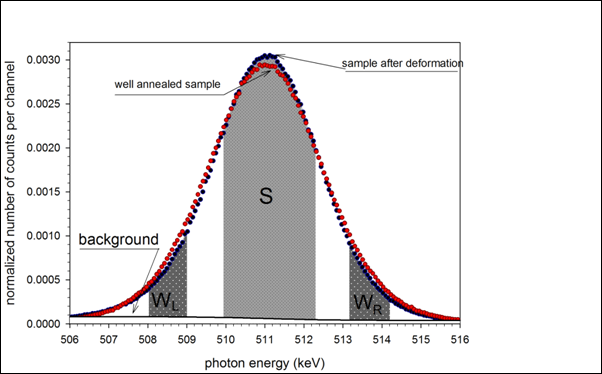 0.0030
sample after deformation
well annealed sample
0.0025
0.0020
0.0015
S
0.0010
background
0.0005
WL
WR
0.0000
506 507 508 509 510 511 512 513 514 515 516
photon energy (keV)
normalized number of counts per channel